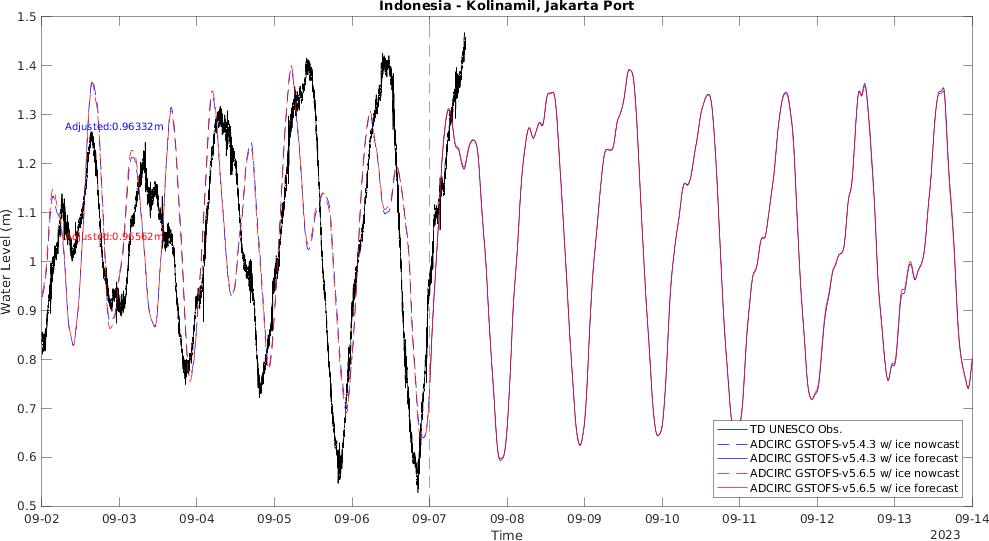 Indonesia - Kolinamil, Jakarta Port
Water Level (m)
1.5
1.4
1.3
1.2
1.1
1
0.9
0.8
0.7
0.6
0.5
Adjusted:0.96332m
Adjusted:0.96562m
TD UNESCO Obs.
ADCIRC GSTOFS-v5.4.3 w/ ice nowcast
ADCIRC GSTOFS-v5.4.3 w/ ice forecast
ADCIRC GSTOFS-v5.6.5 w/ ice nowcast
ADCIRC GSTOFS-v5.6.5 w/ ice forecast
09-02 09-03 09-04 09-05 09-06 09-07 09-08 09-09 09-10 09-11 09-12 09-13 09-14
Time
2023